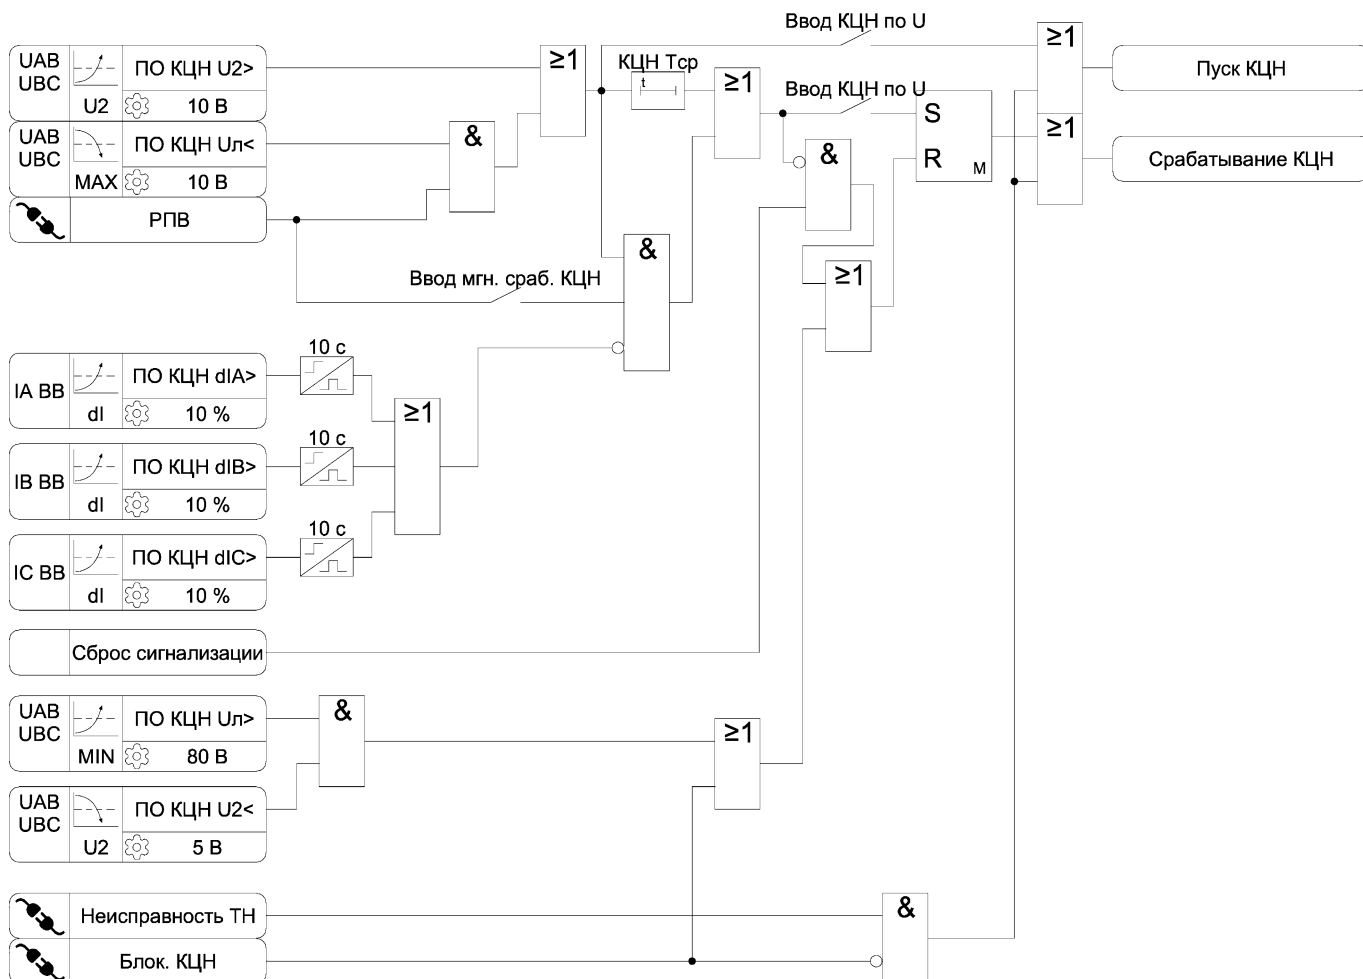 Ввод КЦН по U
UAB
UBC
ПО КЦН U2>
U2
10 В
≥1
КЦН Тср
t
≥1
≥1
Пуск КЦН
Ввод КЦН по U
UAB
UBC
ПО КЦН Uл<
MAX
10 В
&
&
S
R
M
≥1
Срабатывание КЦН
РПВ
&
Ввод мгн. сраб. КЦН
≥1
10 с
IA ВВ
ПО КЦН dIA>
dI
10 %
≥1
10 с
IB ВВ
ПО КЦН dIB>
dI
10 %
10 с
IC ВВ
ПО КЦН dIC>
dI
10 %
Сброс сигнализации
UAB
UBC
ПО КЦН Uл>
MIN
80 В
&
≥1
UAB
UBC
ПО КЦН U2<
U2
5 В
Неисправность ТН
&
Блок. КЦН